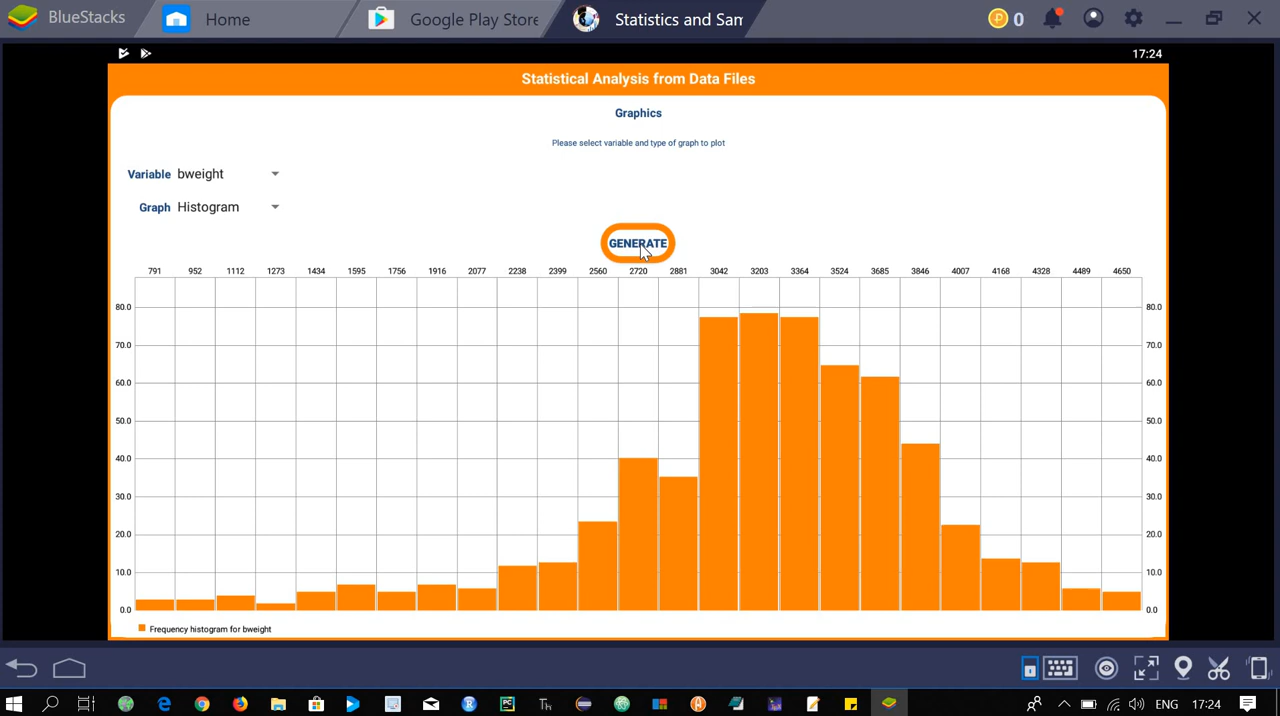 BlueStacks
Home
Google Play Store
Statistics and Sam
P 0
17:24
Statistical Analysis from Data Files
Graphics
Please select variable and type of graph to plot
Variable bweight
Graph Histogram
GENERATE
791 952 1112 1273 1434 1595 1756 1916 2077 2238 2399 2560 2720 2881 3042 3203 3364 3524 3685 3846 4007 4168 4328 4489 4650
80.0 80.0
70.0 70.0
60.0 60.0
50.0 50.0
40.0 40.0
30.0 30.0
20.0 20.0
10.0 10.0
0.0 0.0
Frequency histogram for bweight
R PC Th ENG 17:24